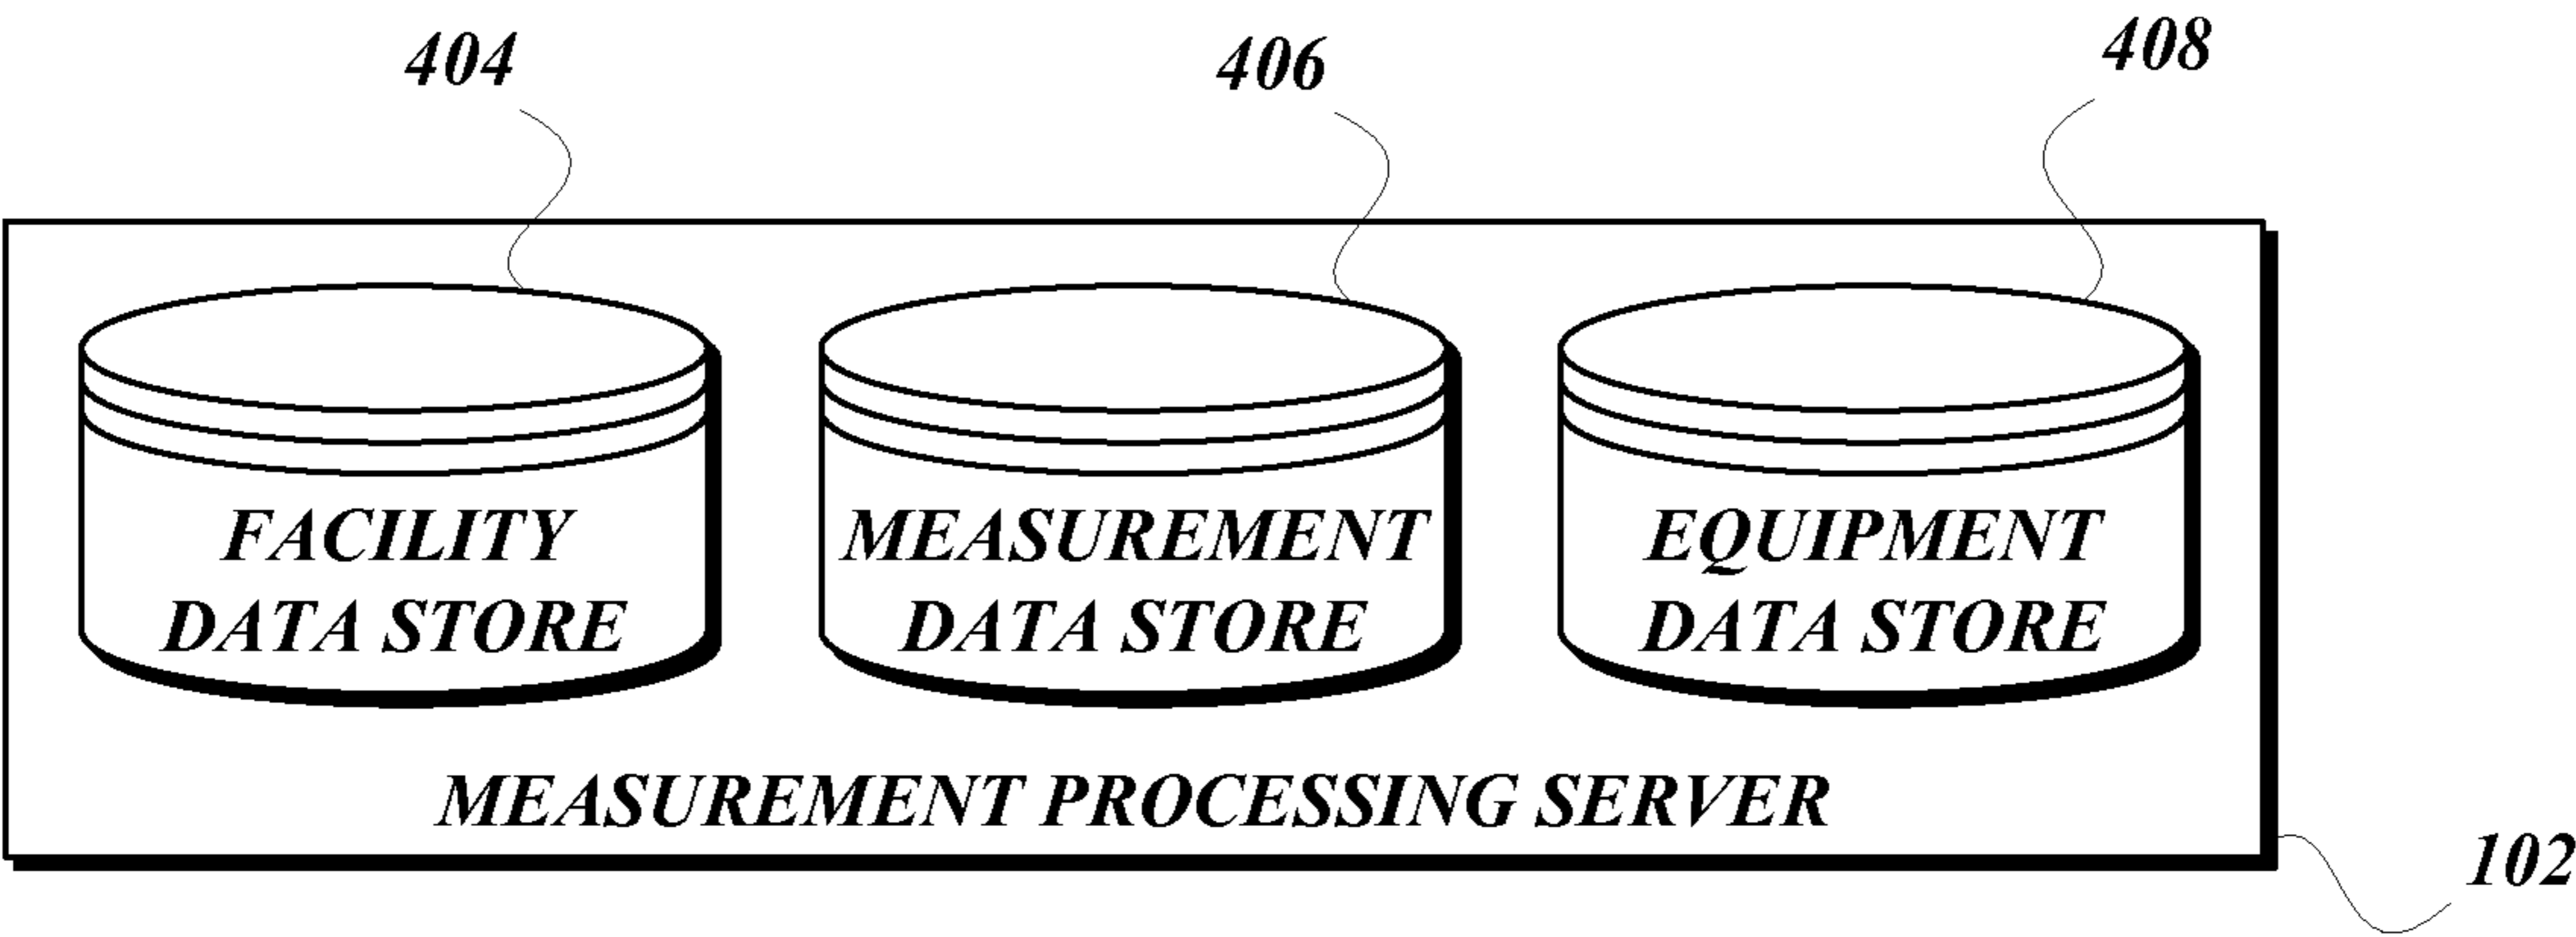 404
406
408
FACILITY
DATA STORE
MEASUREMENT
DATA STORE
EQUIPMENT
DATA STORE
MEASUREMENT PROCESSING SERVER
102